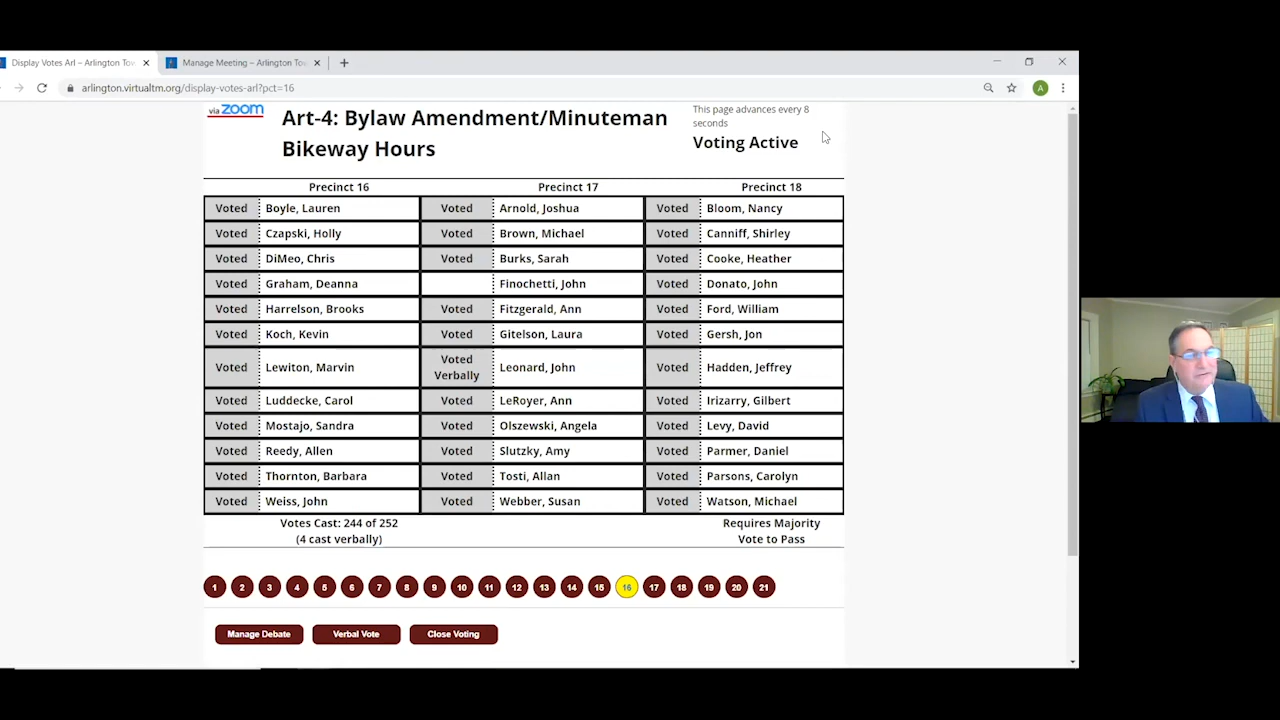 Display Votes Arl – Arlington Tow
Manage Meeting – Arlington Tow
arlington.virtualtm.org/display-votes-arl?pct=16
A
via zoom
Art-4: Bylaw Amendment/Minuteman
Bikeway Hours
This page advances every 8
seconds
Voting Active
Precinct 16 Precinct 17 Precinct 18
Voted Boyle, Lauren Voted Arnold, Joshua Voted Bloom, Nancy
Voted Czapski, Holly Voted Brown, Michael Voted Canniff, Shirley
Voted DiMeo, Chris Voted Burks, Sarah Voted Cooke, Heather
Voted Graham, Deanna Finochetti, John Voted Donato, John
Voted Harrelson, Brooks Voted Fitzgerald, Ann Voted Ford, William
Voted Koch, Kevin Voted Gitelson, Laura Voted Gersh, Jon
Voted Lewiton, Marvin Voted Verbally Leonard, John Voted Hadden, Jeffrey
Voted Luddecke, Carol Voted LeRoyer, Ann Voted Irizarry, Gilbert
Voted Mostajo, Sandra Voted Olszewski, Angela Voted Levy, David
Voted Reedy, Allen Voted Slutzky, Amy Voted Parmer, Daniel
Voted Thornton, Barbara Voted Tosti, Allan Voted Parsons, Carolyn
Voted Weiss, John Voted Webber, Susan Voted Watson, Michael
Votes Cast: 244 of 252 Requires Majority
(4 cast verbally) Vote to Pass
1 2 3 4 5 6 7 8 9 10 11 12 13 14 15 16 17 18 19 20 21
Manage Debate Verbal Vote Close Voting